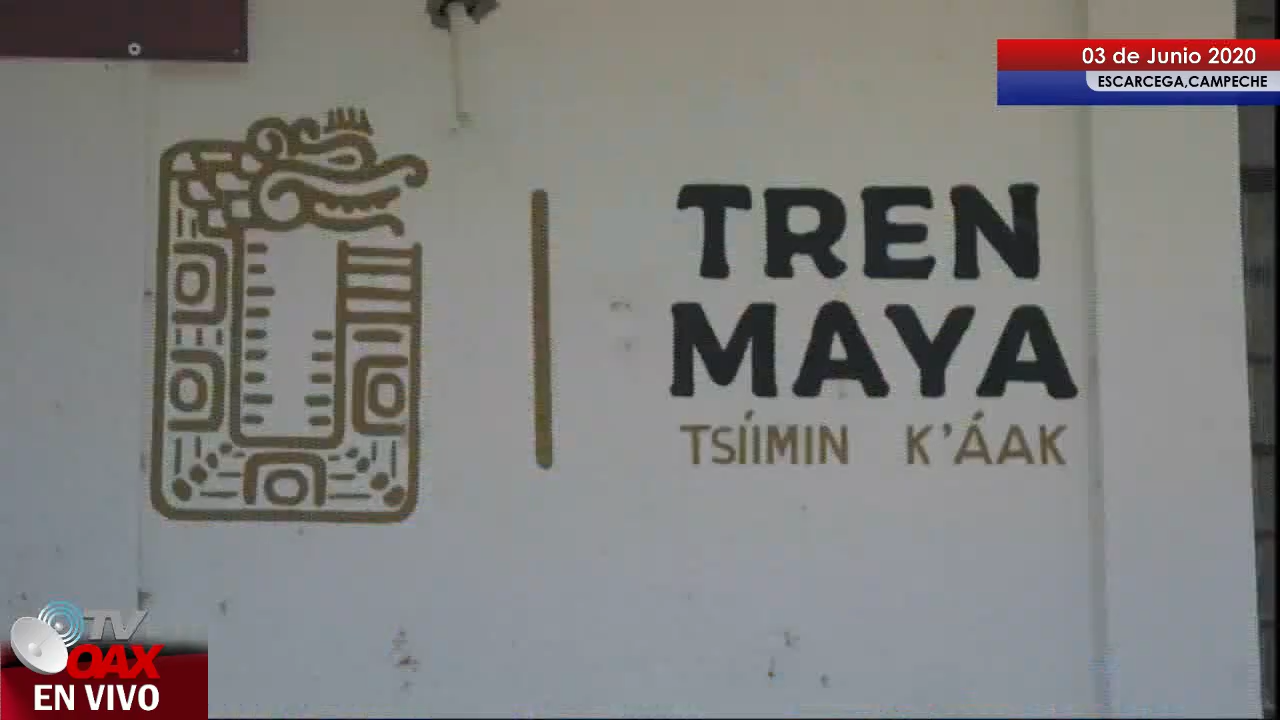 03 de Junio 2020
ESCARCEGA,CAMPECHE
TREN
MAYA
TSÍIMIN K'ÁAK
TV
OAX
EN VIVO